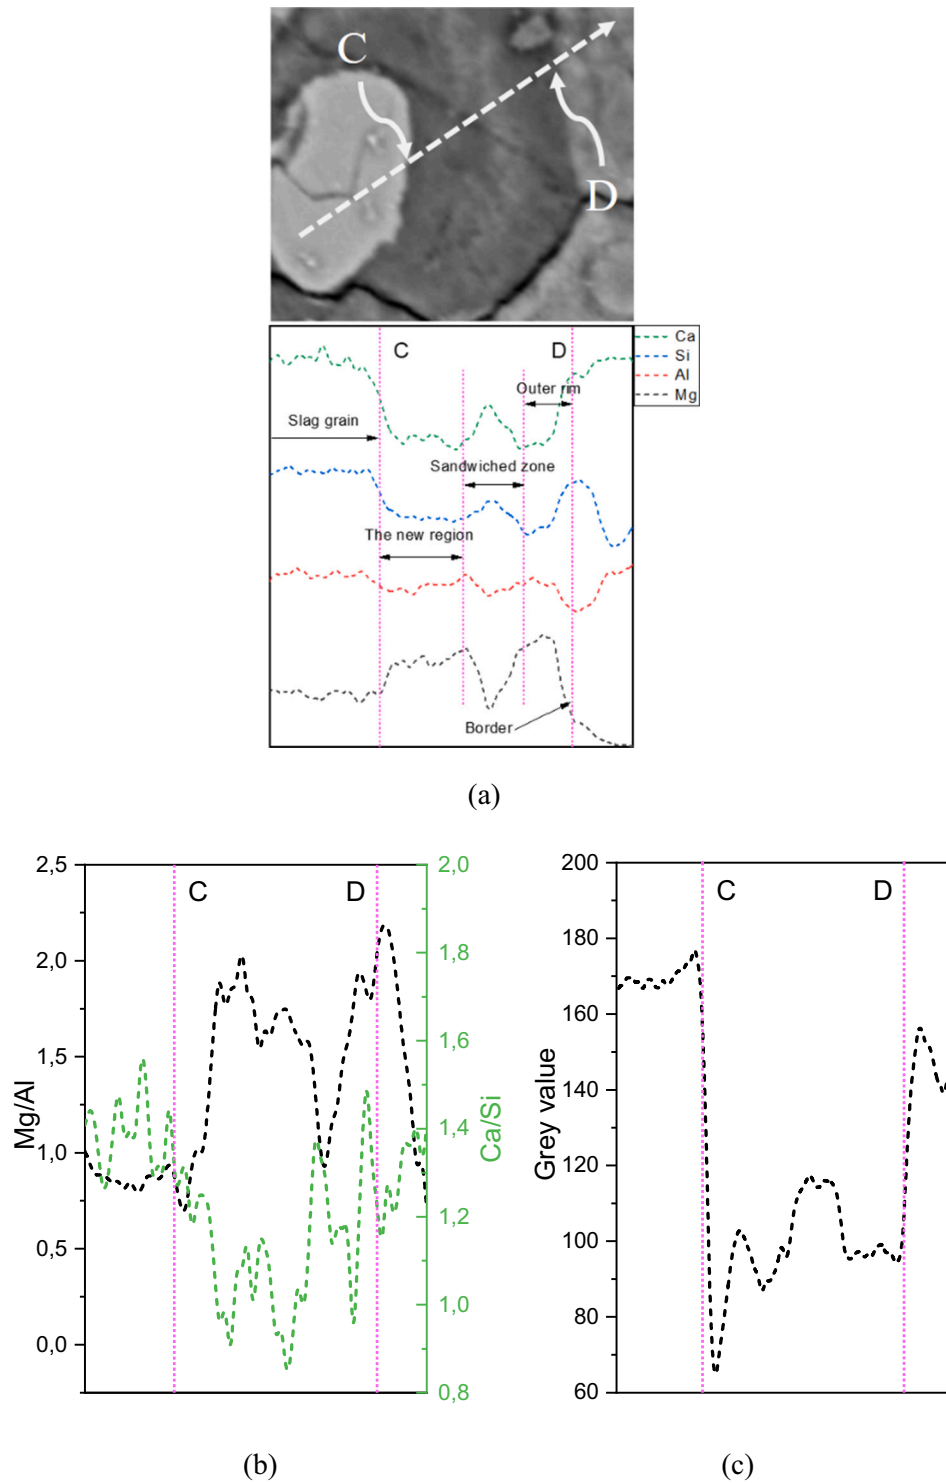 C
D
C
D
Ca
Si
Al
Mg
Outer rim
Slag grain
Sandwiched zone
The new region
Border
(a)
2,5
2,0
1,5
1,0
0,5
0,0
Mg/Al
C
D
2,0
1,8
1,6
1,4
1,2
1,0
0,8
Ca/Si
200
180
160
140
120
100
80
60
Grey value
C
D
(b)
(c)